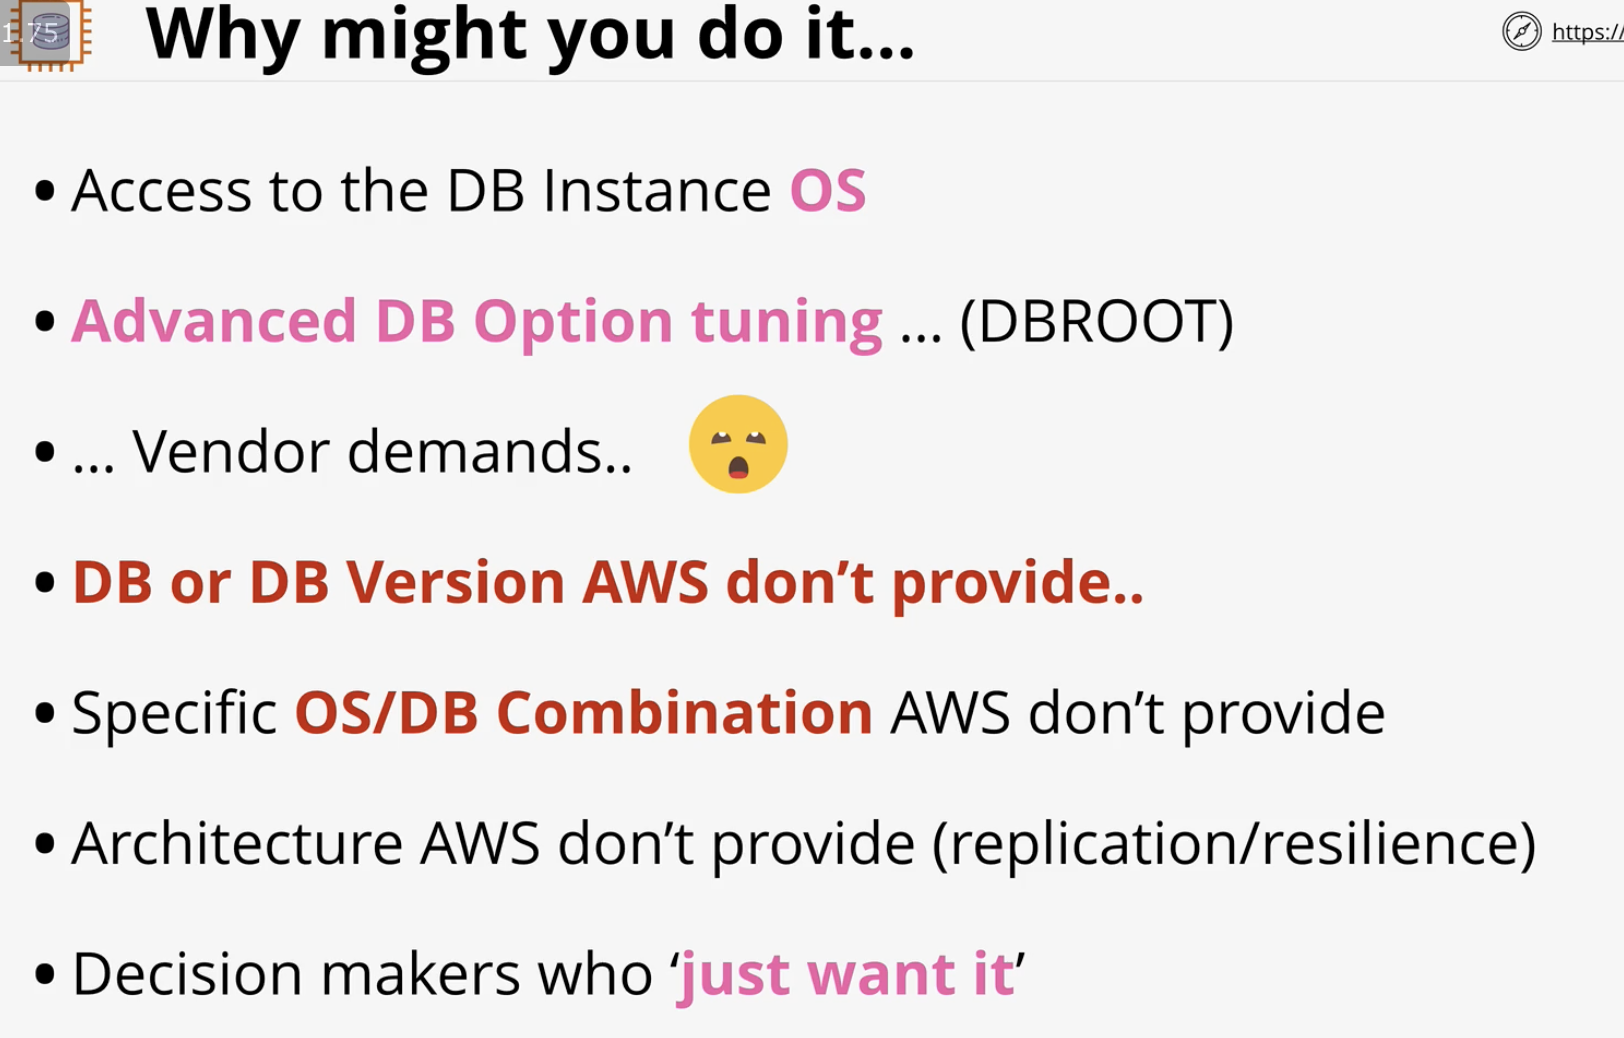 1.75
Why might you do it...
https://
• Access to the DB Instance OS
• Advanced DB Option tuning ... (DBROOT)
• ... Vendor demands..
• DB or DB Version AWS don’t provide..
• Specific OS/DB Combination AWS don’t provide
• Architecture AWS don’t provide (replication/resilience)
• Decision makers who ‘just want it’